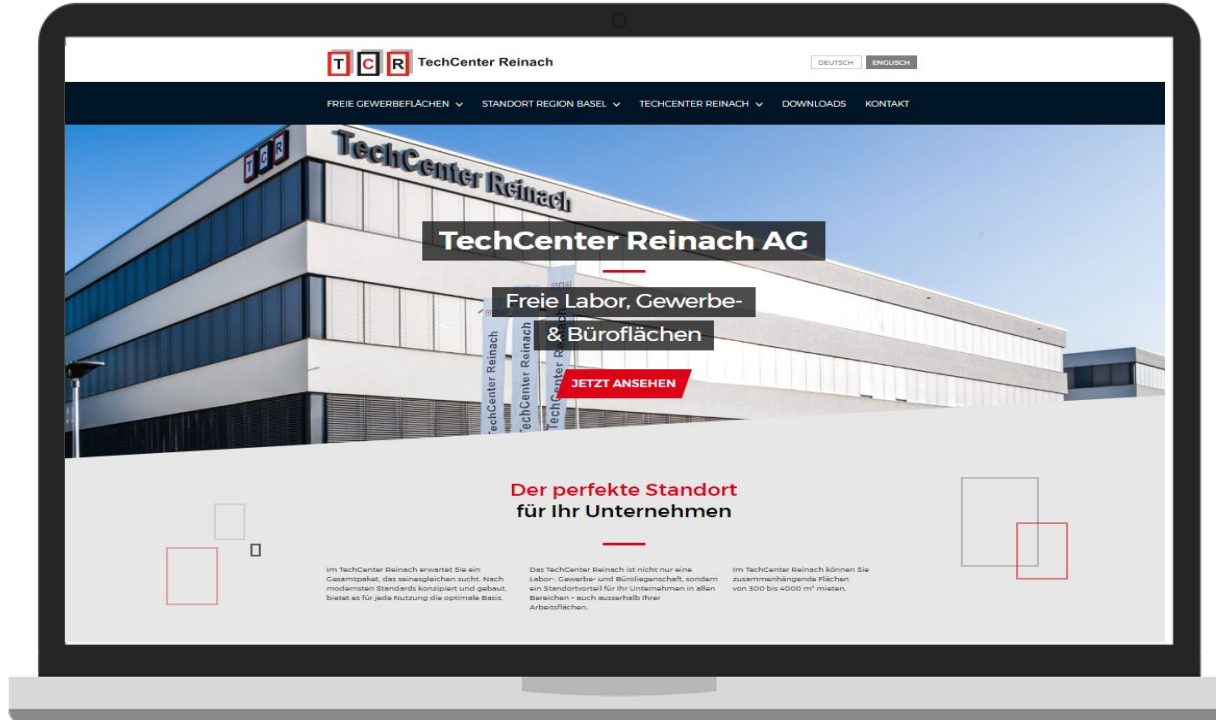 TCR TechCenter Reinach
DEUTSCH ENGLISCH
FREIE GEWERBEFLÄCHEN STANDORT REGION BASEL TECHCENTER REINACH DOWNLOADS KONTAKT
TCR TechCenter Reinach
TechCenter Reinach AG
Freie Labor, Gewerbe-
& Büroflächen
JETZT ANSEHEN
TechCenter Reinach
TechCenter Reinach
TechCenter Reinach
Der perfekte Standort
für Ihr Unternehmen
Im TechCenter Reinach erwartet Sie ein
Gesamtpaket, das seinesgleichen sucht. Nach
modernsten Standards konzipiert und gebaut,
bietet es für jede Nutzung die optimale Basis.
Das TechCenter Reinach ist nicht nur eine
Labor-, Gewerbe- und Büroliegenschaft, sondern
ein Standortvorteil für Ihr Unternehmen in allen
Bereichen – auch ausserhalb Ihrer
Arbeitsflächen.
Im TechCenter Reinach können Sie
zusammenhängende Flächen
von 300 bis 4000 m² mieten.